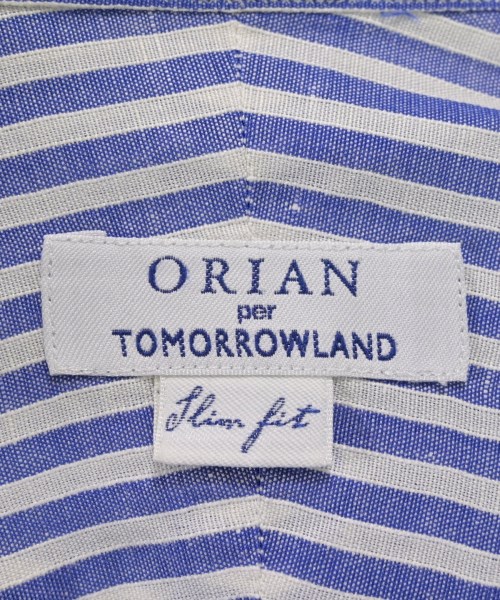 ORIAN
per
TOMORROWLAND
Slim fit